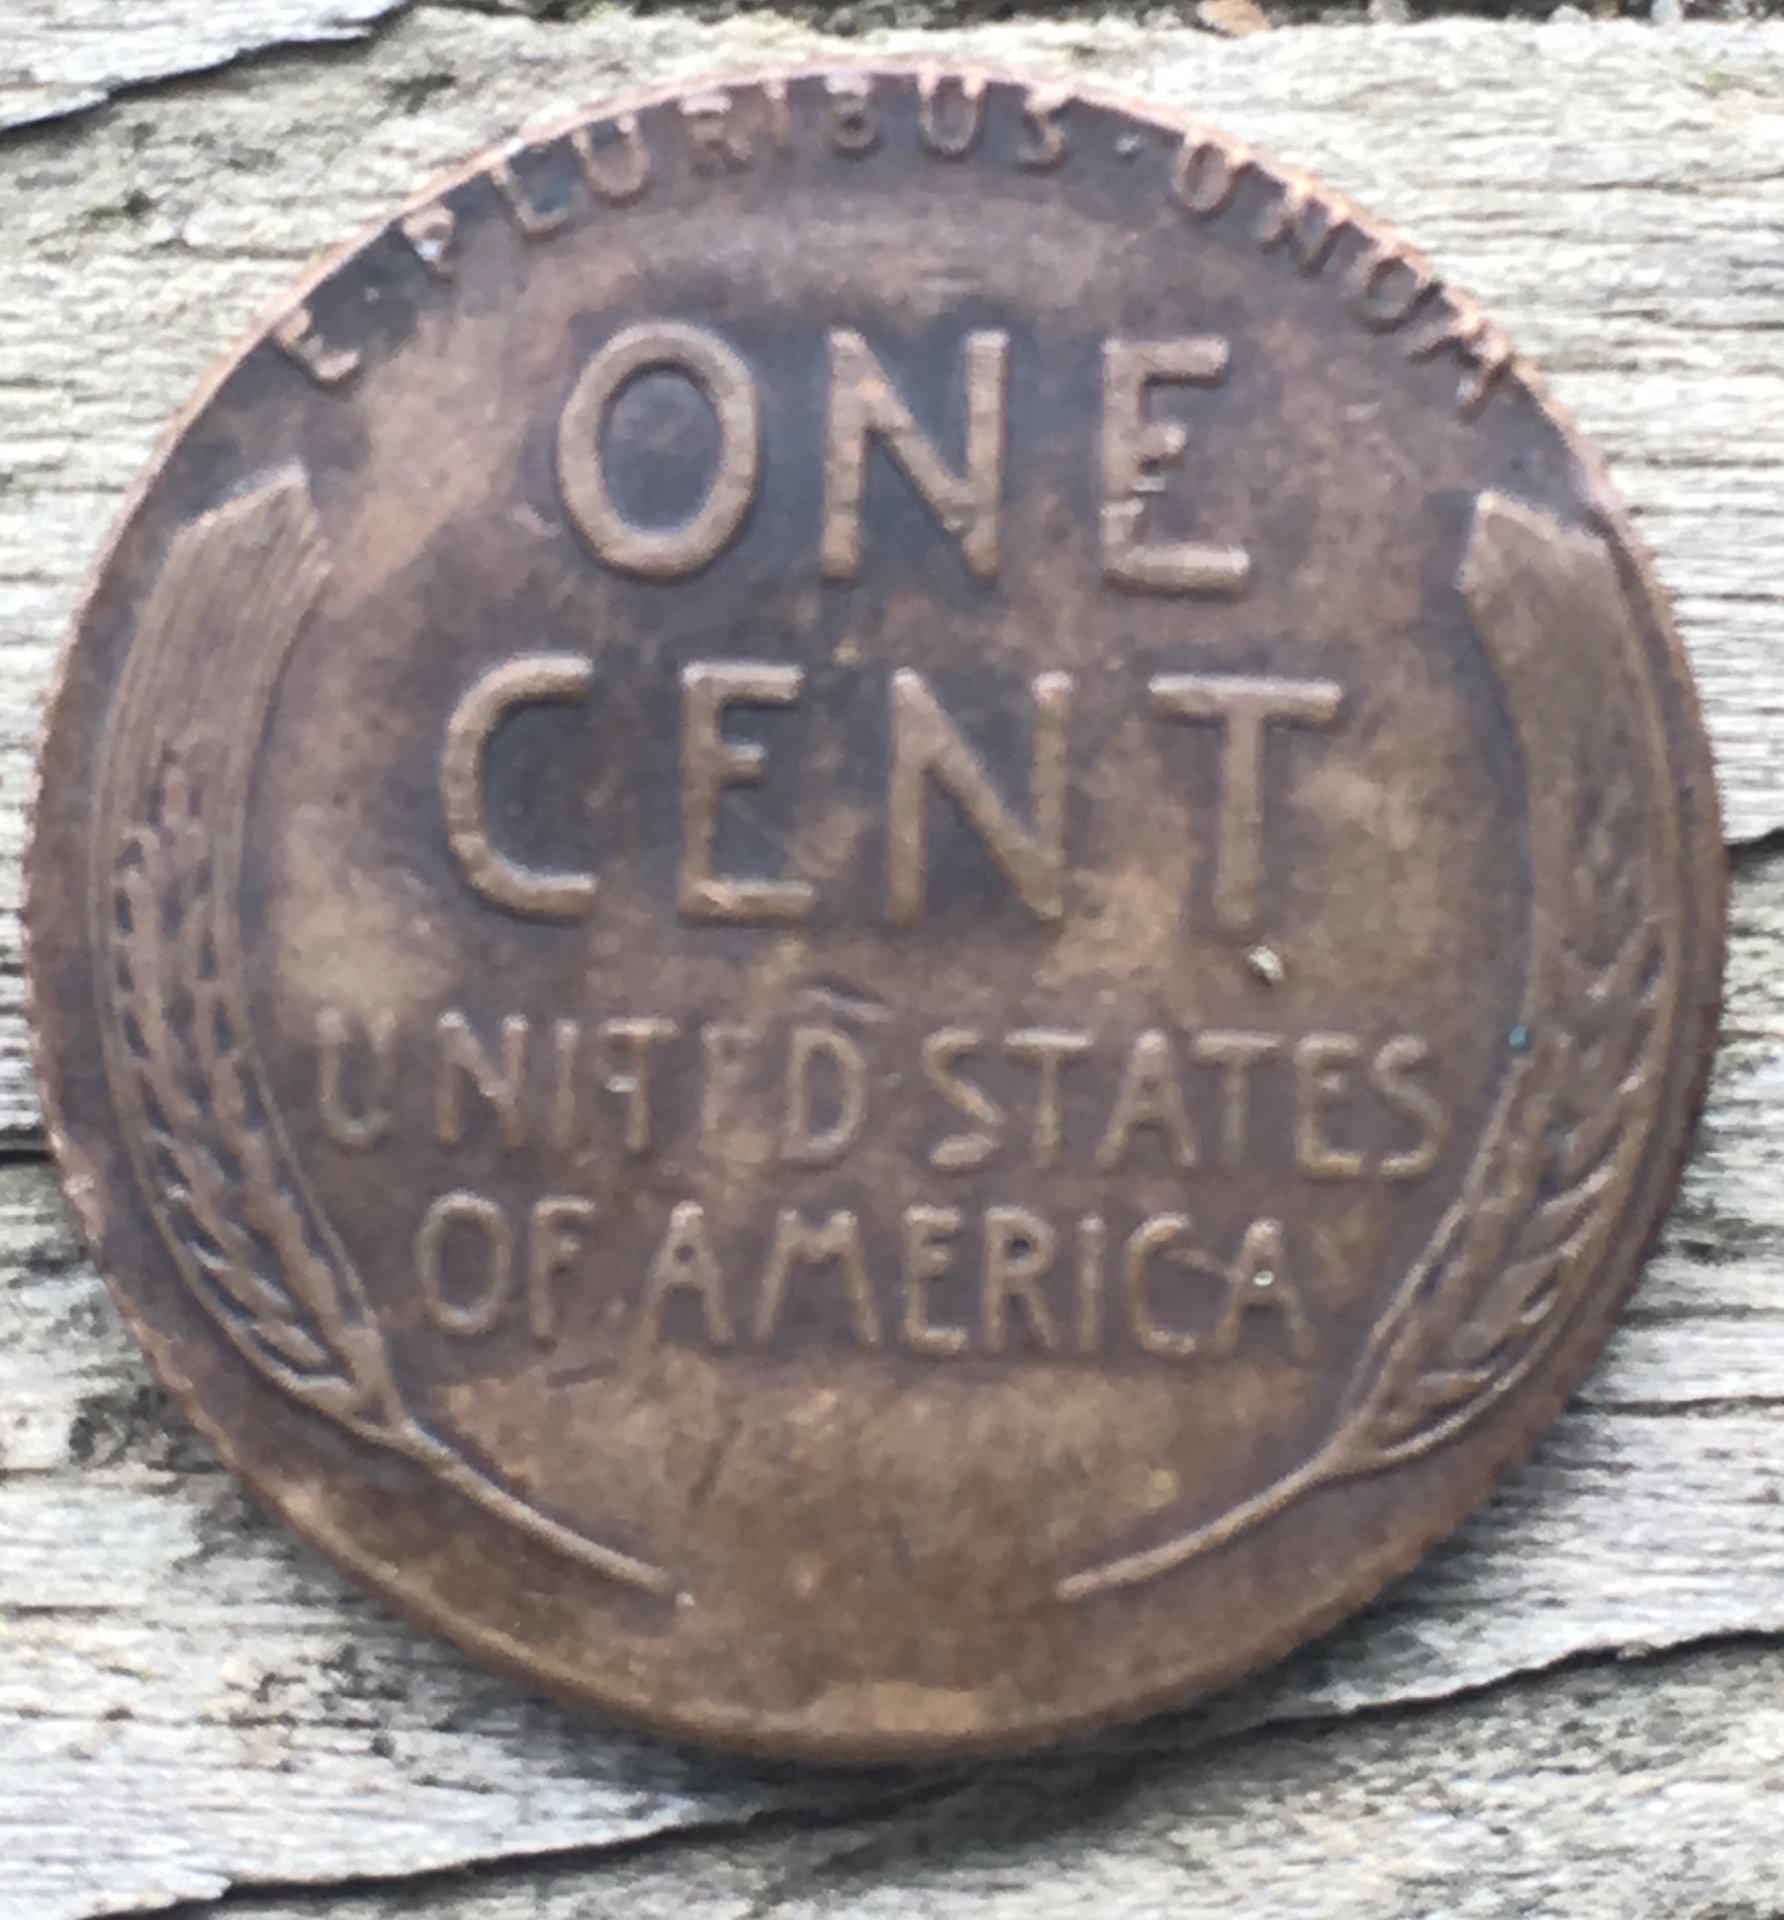 E PLURIBUS · UNUM
ONE
CENT
UNITED STATES
OF AMERICA